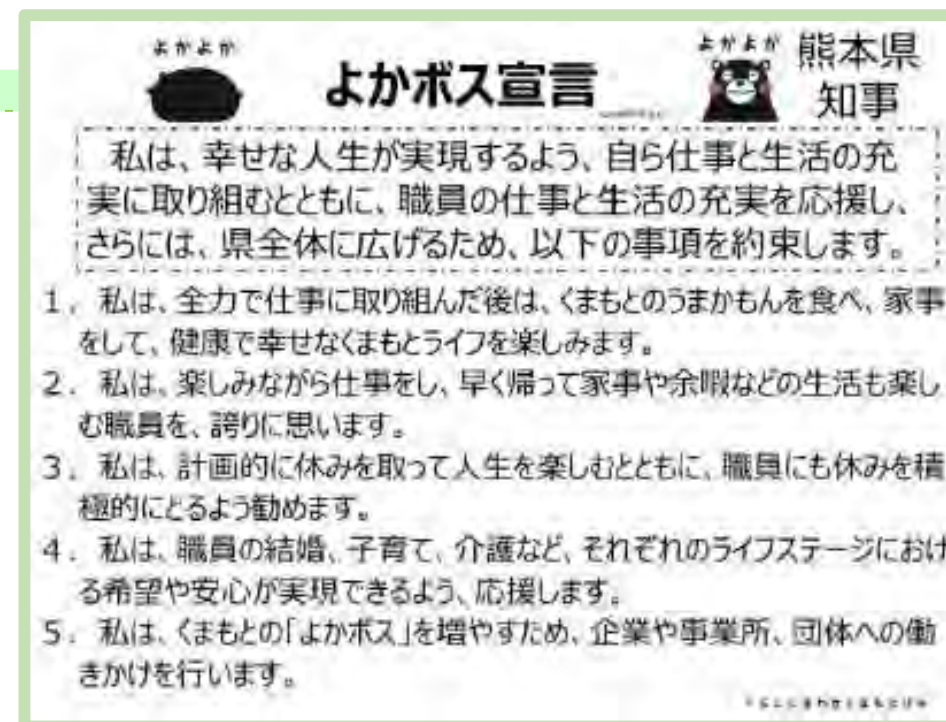 よかよか
よかボス宣言
よかよか
熊本県
知事
私は、幸せな人生が実現するよう、自ら仕事と生活の充
実に取り組むとともに、職員の仕事と生活の充実を応援し、
さらには、県全体に広げるため、以下の事項を約束します。
1. 私は、全力で仕事に取り組んだ後は、くまもとのうまかもんを食べ、家事
をして、健康で幸せなくまもとライフを楽しみます。
2. 私は、楽しみながら仕事をし、早く帰って家事や余暇などの生活も楽し
む職員を、誇りに思います。
3. 私は、計画的に休みを取って人生を楽しむとともに、職員にも休みを積
極的にとるよう勧めます。
4. 私は、職員の結婚、子育て、介護など、それぞれのライフステージにおけ
る希望や安心が実現できるよう、応援します。
5. 私は、くまもとの「よかボス」を増やすため、企業や事業所、団体への働
きかけを行います。